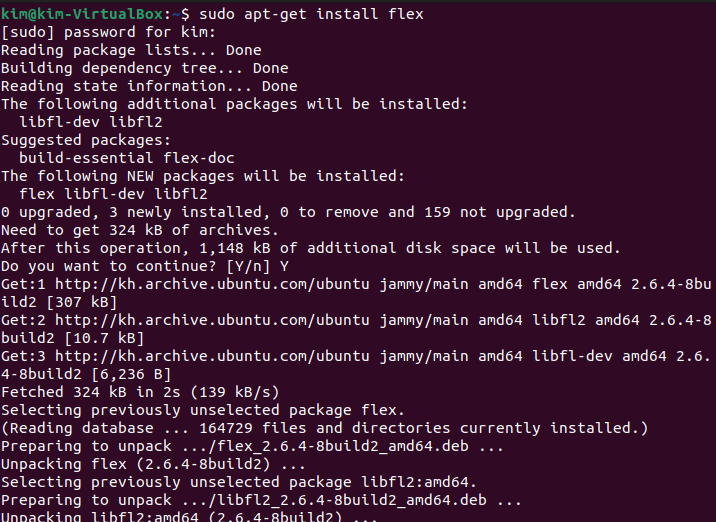 kim@kim-VirtualBox:~$ sudo apt-get install flex
[sudo] password for kim:
Reading package lists... Done
Building dependency tree... Done
Reading state information... Done
The following additional packages will be installed:
  libfl-dev libfl2
Suggested packages:
  build-essential flex-doc
The following NEW packages will be installed:
  flex libfl-dev libfl2
0 upgraded, 3 newly installed, 0 to remove and 159 not upgraded.
Need to get 324 kB of archives.
After this operation, 1,148 kB of additional disk space will be used.
Do you want to continue? [Y/n] Y
Get:1 http://kh.archive.ubuntu.com/ubuntu jammy/main amd64 flex amd64 2.6.4-8bu
ild2 [307 kB]
Get:2 http://kh.archive.ubuntu.com/ubuntu jammy/main amd64 libfl2 amd64 2.6.4-8
build2 [10.7 kB]
Get:3 http://kh.archive.ubuntu.com/ubuntu jammy/main amd64 libfl-dev amd64 2.6.
4-8build2 [6,236 B]
Fetched 324 kB in 2s (139 kB/s)
Selecting previously unselected package flex.
(Reading database ... 164729 files and directories currently installed.)
Preparing to unpack .../flex_2.6.4-8build2_amd64.deb ...
Unpacking flex (2.6.4-8build2) ...
Selecting previously unselected package libfl2:amd64.
Preparing to unpack .../libfl2_2.6.4-8build2_amd64.deb ...
Unpacking libfl2:amd64 (2.6.4-8build2) ...